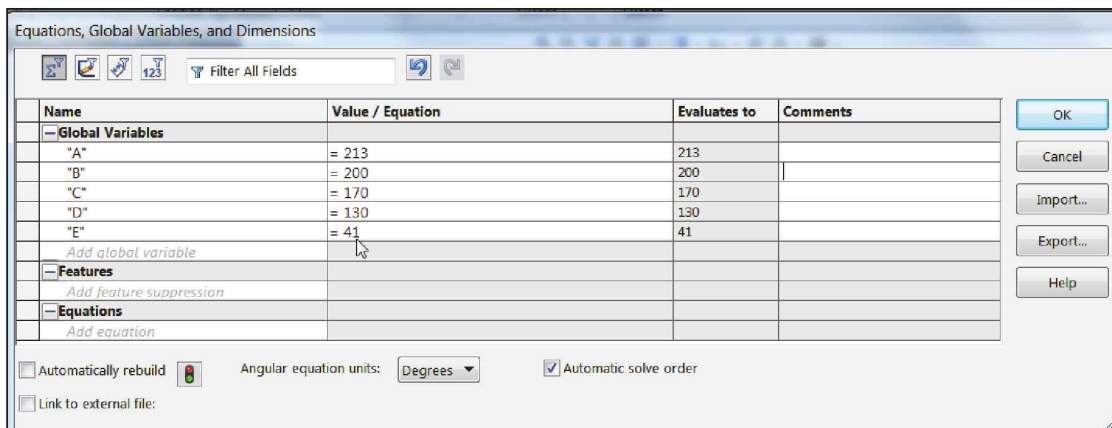 Equations, Global Variables, and Dimensions
Filter All Fields
Name Value / Equation Evaluates to Comments
Global Variables
"A" = 213 213
"B" = 200 200
"C" = 170 170
"D" = 130 130
"E" = 41 41
Add global variable
Features
Add feature suppression
Equations
Add equation
OK
Cancel
Import...
Export...
Help
Automatically rebuild Angular equation units: Degrees Automatic solve order
Link to external file: